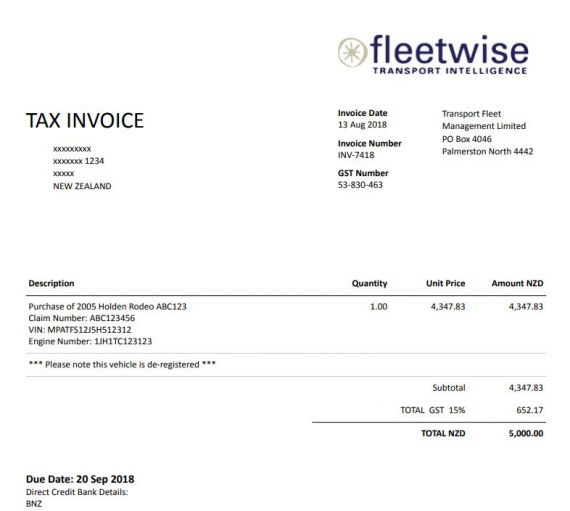 fleetwise
TRANSPORT INTELLIGENCE
TAX INVOICE
xxxxxxxxx
xxxxxxx 1234
xxxxx
NEW ZEALAND
Invoice Date
13 Aug 2018
Invoice Number
INV-7418
GST Number
53-830-463
Transport Fleet
Management Limited
PO Box 4046
Palmerston North 4442
Description Quantity Unit Price Amount NZD
Purchase of 2005 Holden Rodeo ABC123 1.00 4,347.83 4,347.83
Claim Number: ABC123456
VIN: MPATFS12J5H512312
Engine Number: 1JH1TC123123
*** Please note this vehicle is de-registered ***
Subtotal 4,347.83
TOTAL GST 15% 652.17
TOTAL NZD 5,000.00
Due Date: 20 Sep 2018
Direct Credit Bank Details:
BNZ